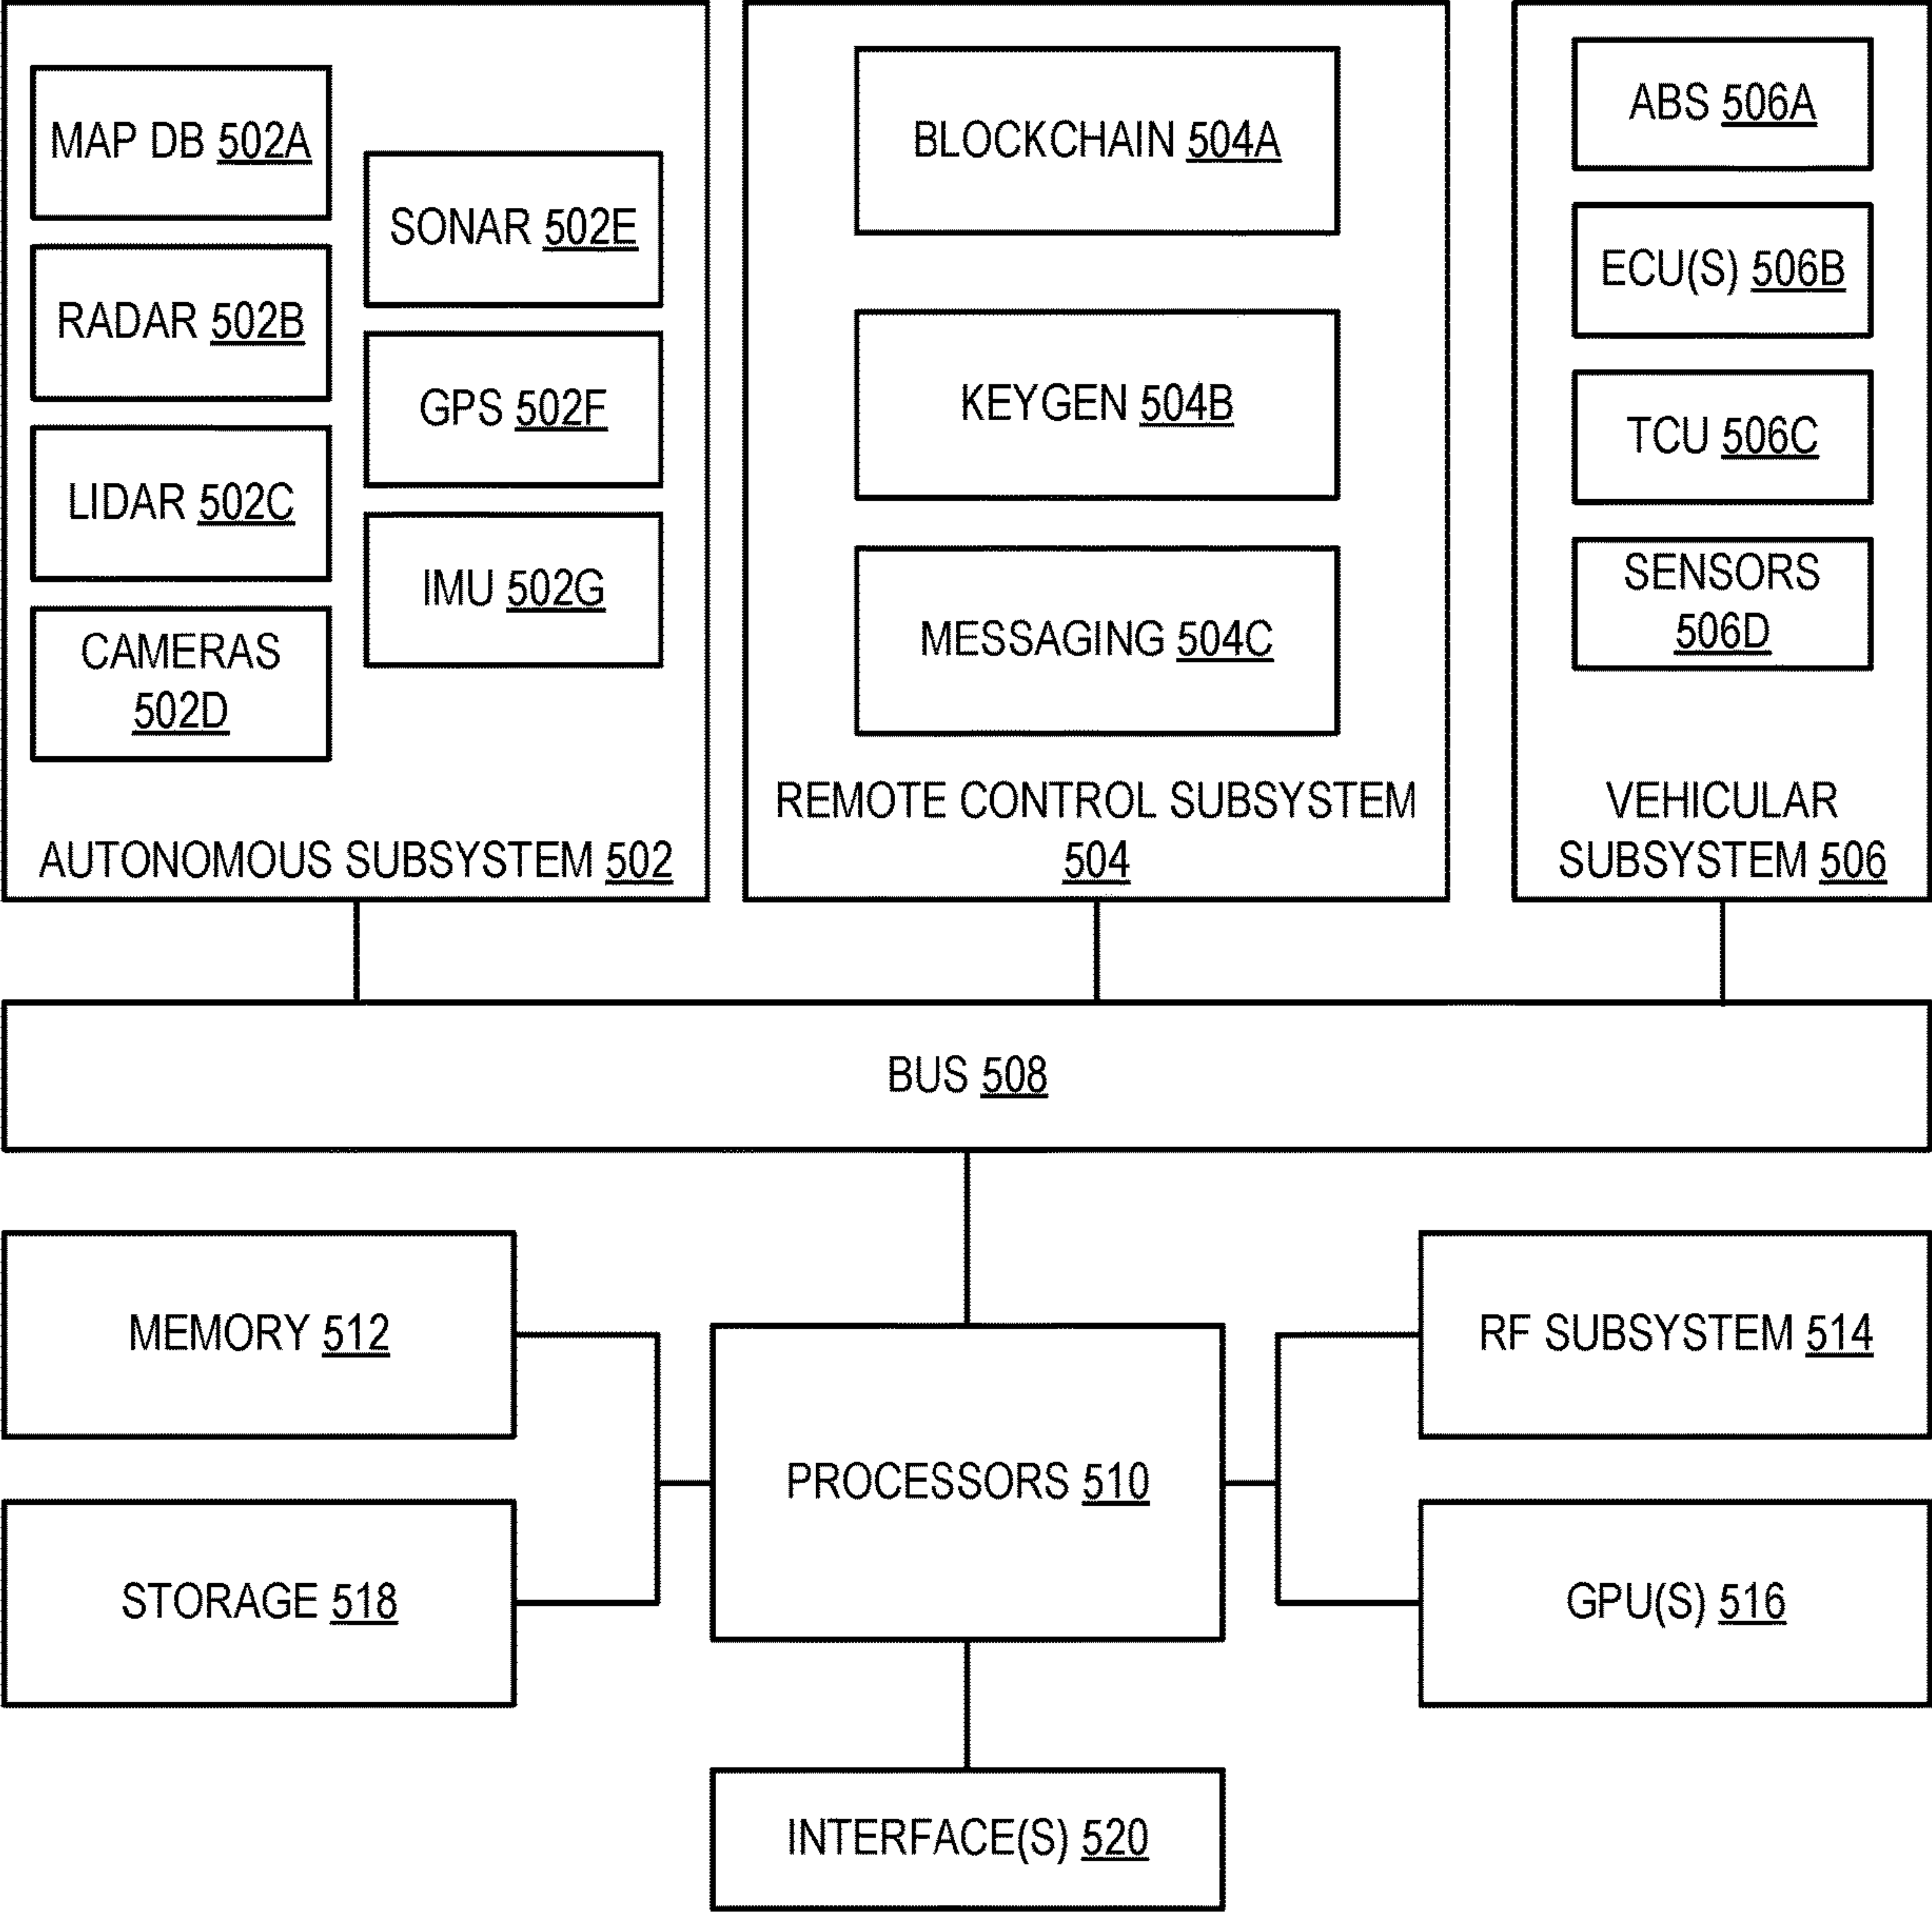 MAP DB 502A
RADAR 502B
LIDAR 502C
CAMERAS
502D
SONAR 502E
GPS 502F
IMU 502G
AUTONOMOUS SUBSYSTEM 502
BLOCKCHAIN 504A
KEYGEN 504B
MESSAGING 504C
REMOTE CONTROL SUBSYSTEM
504
ABS 506A
ECU(S) 506B
TCU 506C
SENSORS
506D
VEHICULAR
SUBSYSTEM 506
BUS 508
MEMORY 512
STORAGE 518
PROCESSORS 510
RF SUBSYSTEM 514
GPU(S) 516
INTERFACE(S) 520